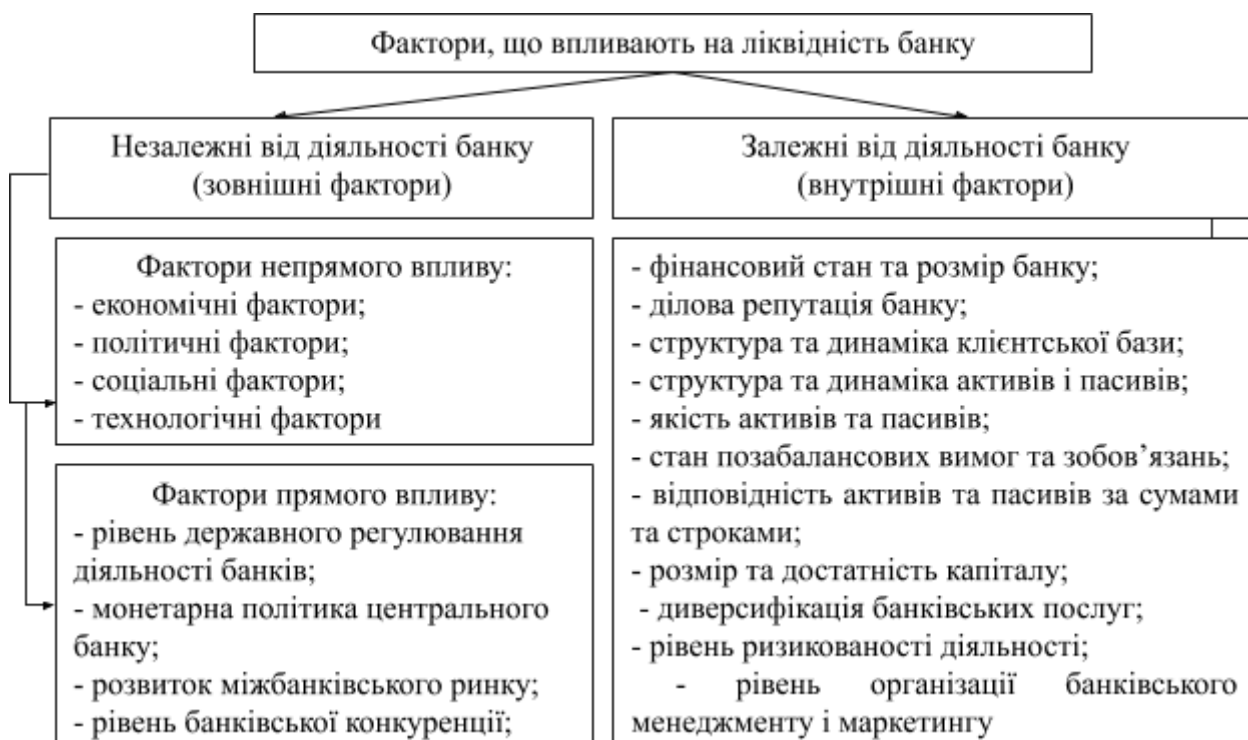 Фактори, що впливають на ліквідність банку
Незалежні від діяльності банку
(зовнішні фактори)
Залежні від діяльності банку
(внутрішні фактори)
Фактори непрямого впливу:
- економічні фактори;
- політичні фактори;
- соціальні фактори;
- технологічні фактори
Фактори прямого впливу:
- рівень державного регулювання
діяльності банків;
- монетарна політика центрального
банку;
- розвиток міжбанківського ринку;
- рівень банківської конкуренції;
- фінансовий стан та розмір банку;
- ділова репутація банку;
- структура та динаміка клієнтської бази;
- структура та динаміка активів і пасивів;
- якість активів та пасивів;
- стан позабалансових вимог та зобов’язань;
- відповідність активів та пасивів за сумами
та строками;
- розмір та достатність капіталу;
- диверсифікація банківських послуг;
- рівень ризикованості діяльності;
- рівень організації банківського
менеджменту і маркетингу